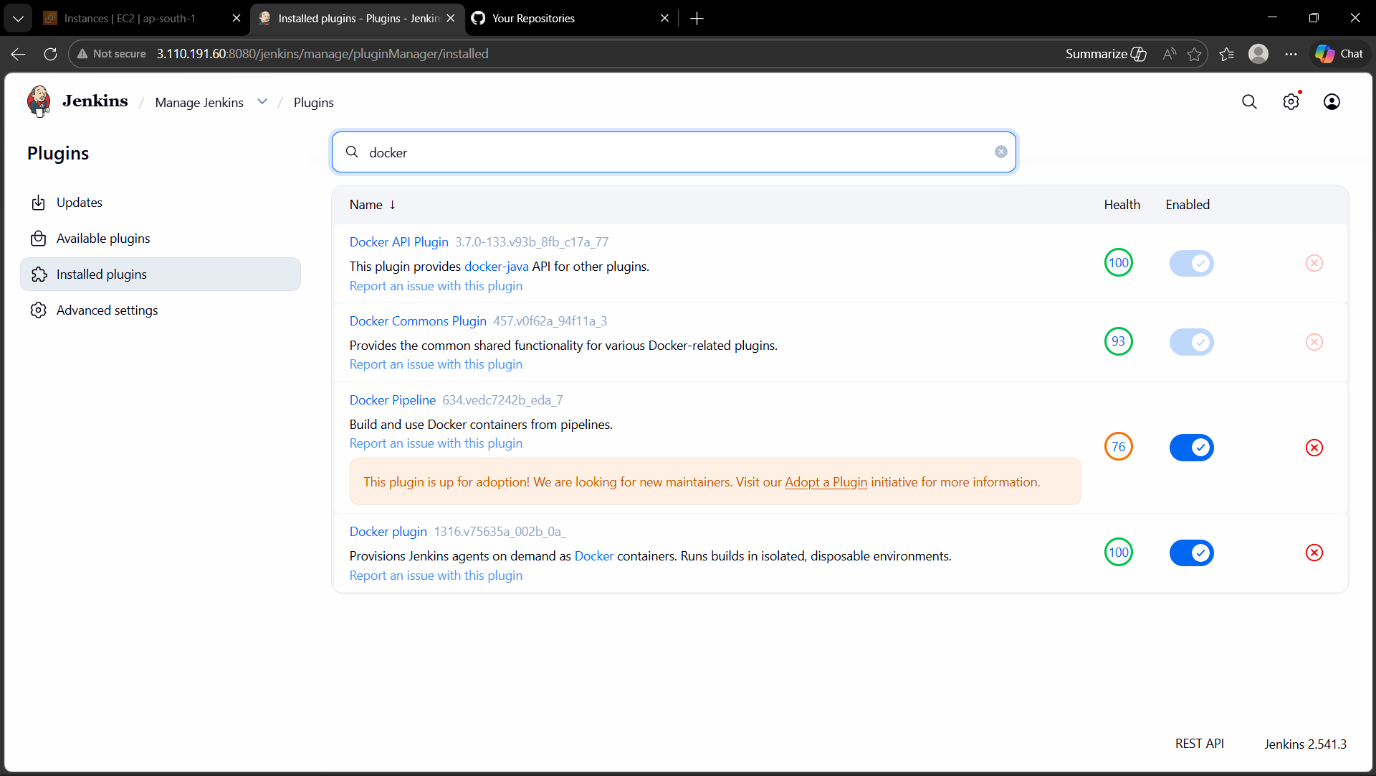 Instances | EC2 | ap-south-1
Installed plugins - Plugins - Jenkin
Your Repositories
Not secure
3.110.191.60:8080/jenkins/manage/pluginManager/installed
Summarize
Chat
Jenkins / Manage Jenkins / Plugins
Plugins
docker
Updates
Available plugins
Installed plugins
Advanced settings
Name ↓ Health Enabled
Docker API Plugin 3.7.0-133.v93b_8fb_c17a_77
This plugin provides docker-java API for other plugins.
Report an issue with this plugin
100
Docker Commons Plugin 457.v0f62a_94f11a_3
Provides the common shared functionality for various Docker-related plugins.
Report an issue with this plugin
93
Docker Pipeline 634.vedc7242b_eda_7
Build and use Docker containers from pipelines.
Report an issue with this plugin
76
This plugin is up for adoption! We are looking for new maintainers. Visit our Adopt a Plugin initiative for more information.
Docker plugin 1316.v75635a_002b_0a_
Provisions Jenkins agents on demand as Docker containers. Runs builds in isolated, disposable environments.
Report an issue with this plugin
100
REST API
Jenkins 2.541.3